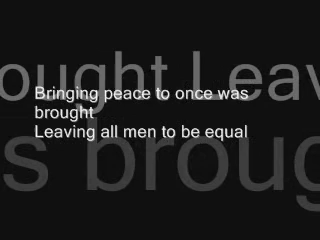 ought Leav
Bringing peace to once was
brought
Leaving all men to be equal
s broug